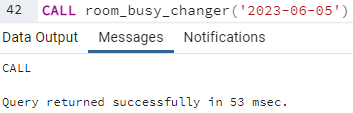 42 CALL room_busy_changer('2023-06-05')
Data Output Messages Notifications
CALL
Query returned successfully in 53 msec.